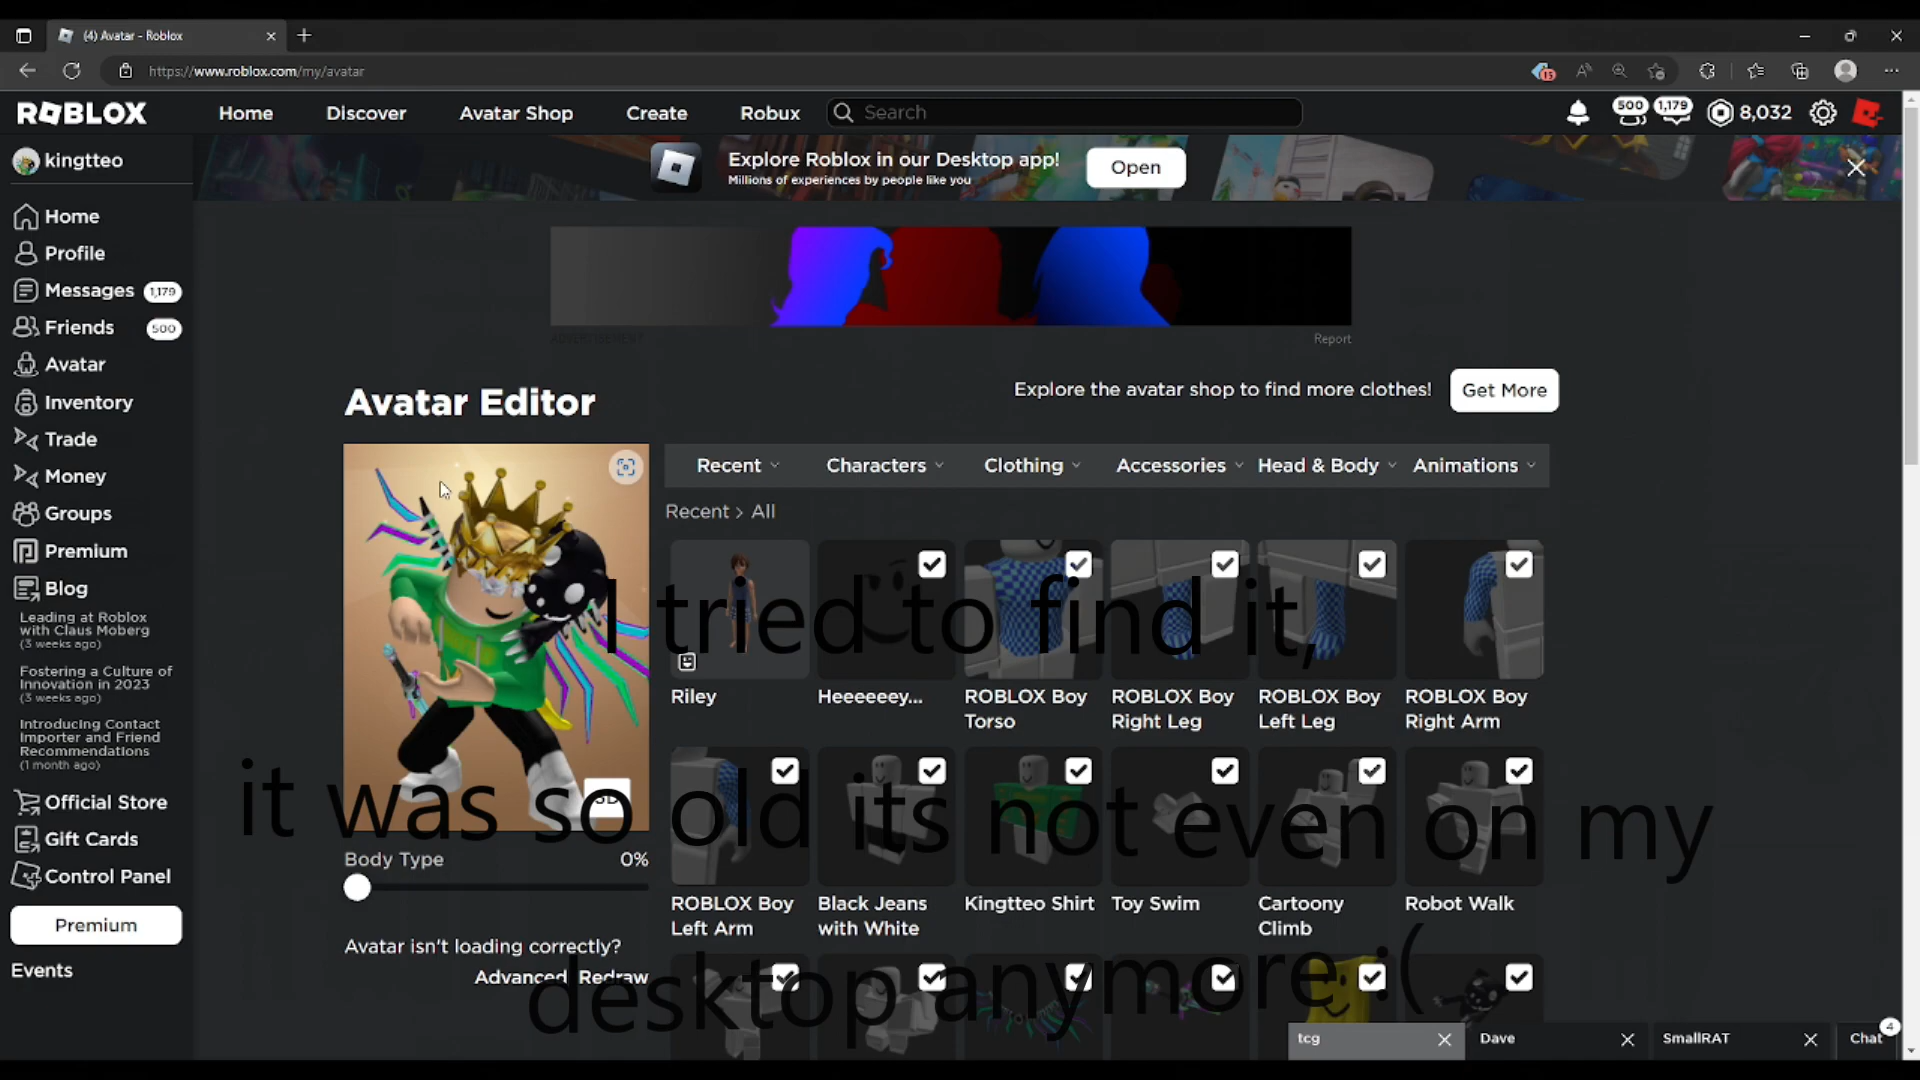 (4) Avatar - Roblox
https://www.roblox.com/my/avatar
15
ROBLOX
Home
Discover
Avatar Shop
Create
Robux
Search
500
1,179
8,032
kingtteo
Explore Roblox in our Desktop app!
Millions of experiences by people like you
Open
Home
Profile
Messages 1,179
Friends 500
Avatar
Inventory
Trade
Money
Groups
Premium
Blog
Leading at Roblox
with Claus Moberg
(3 weeks ago)
Fostering a Culture of
Innovation in 2023
(3 weeks ago)
Introducing Contact
Importer and Friend
Recommendations
(1 month ago)
Official Store
Gift Cards
Control Panel
Premium
Events
ADVERTISEMENT
Report
Avatar Editor
Explore the avatar shop to find more clothes!
Get More
Recent
Characters
Clothing
Accessories
Head & Body
Animations
Recent > All
Riley
Heeeeeey...
ROBLOX Boy
Torso
ROBLOX Boy
Right Leg
ROBLOX Boy
Left Leg
ROBLOX Boy
Right Arm
ROBLOX Boy
Left Arm
Black Jeans
with White
Kingtteo Shirt
Toy Swim
Cartoony
Climb
Robot Walk
Body Type 0%
Avatar isn't loading correctly?
Advanced Redraw
I tried to find it,
it was so old its not even on my
desktop anymore :(
tcg
Dave
SmallRAT
Chat
4